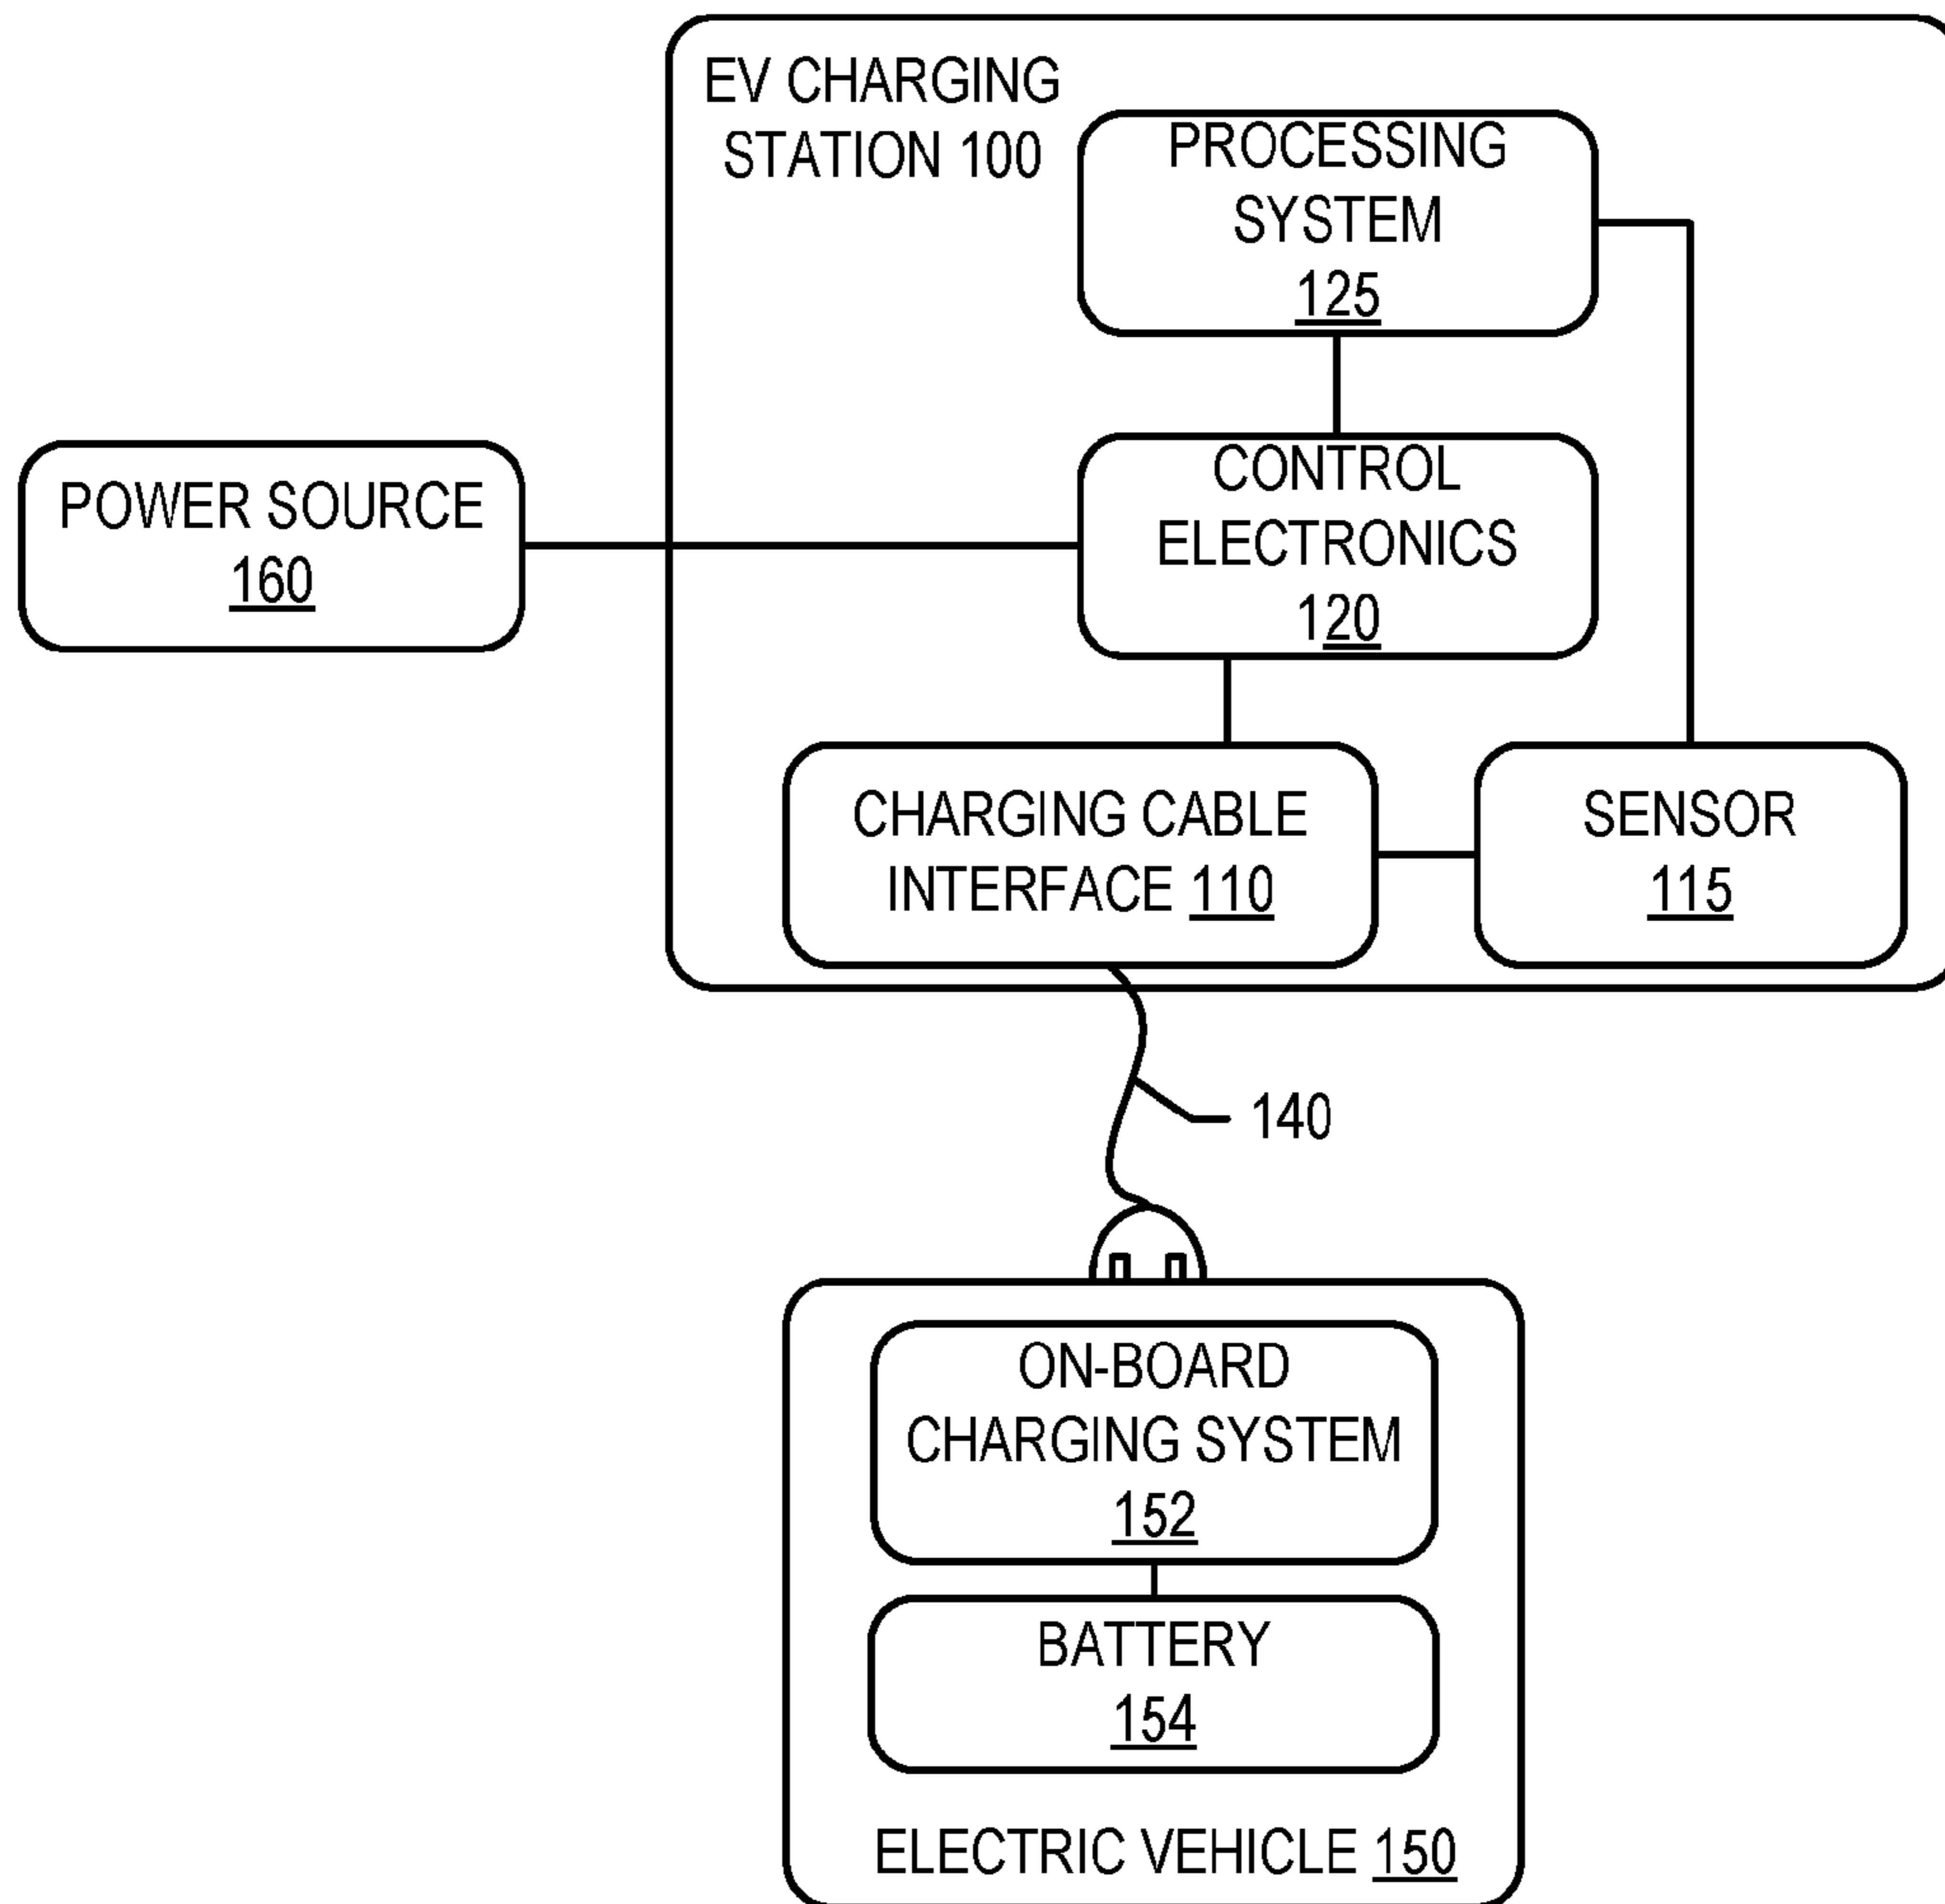 EV CHARGING
STATION 100
PROCESSING
SYSTEM
125
POWER SOURCE
160
CONTROL
ELECTRONICS
120
CHARGING CABLE
INTERFACE 110
SENSOR
115
140
ON-BOARD
CHARGING SYSTEM
152
BATTERY
154
ELECTRIC VEHICLE 150